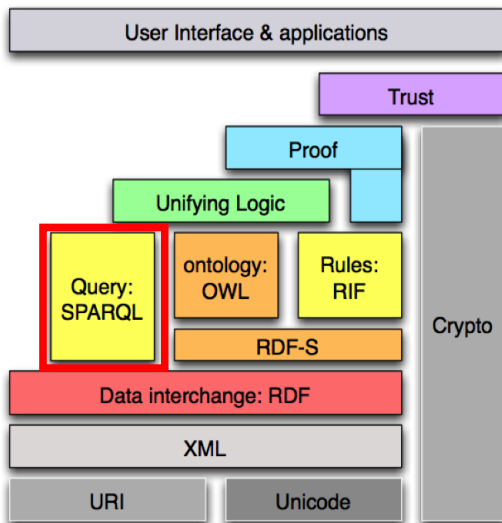 User Interface & applications
Trust
Proof
Unifying Logic
Query:
SPARQL
ontology:
OWL
Rules:
RIF
Crypto
RDF-S
Data interchange: RDF
XML
URI
Unicode